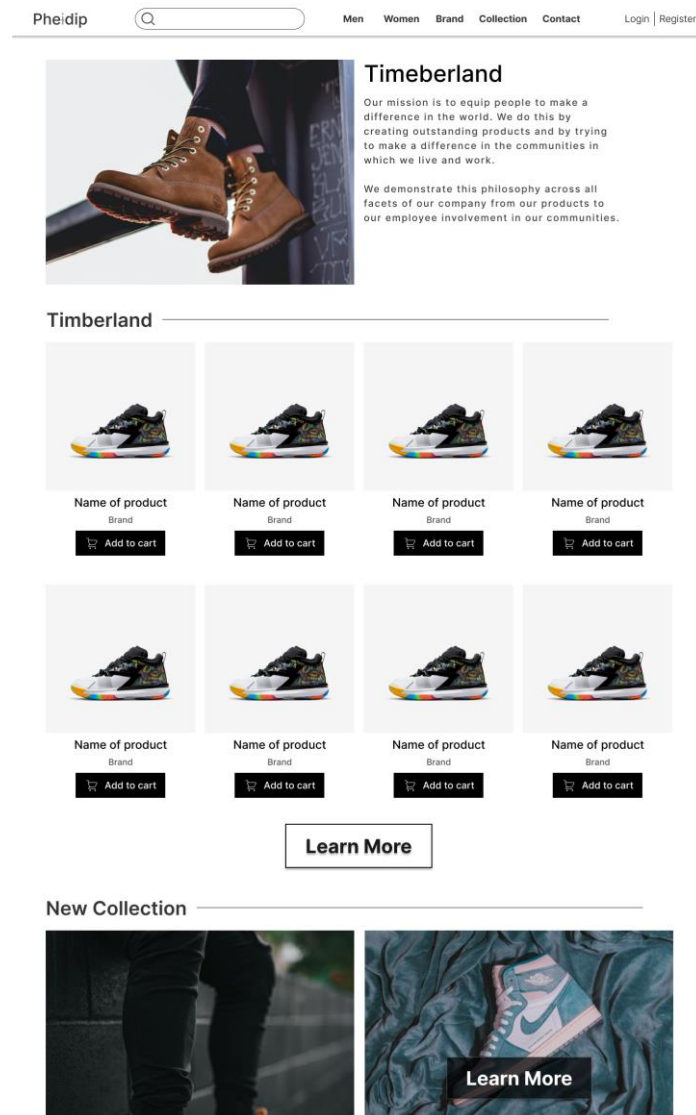 Pheidip
Men Women Brand Collection Contact
Login | Register
Timeberland
Our mission is to equip people to make a
difference in the world. We do this by
creating outstanding products and by trying
to make a difference in the communities in
which we live and work.
We demonstrate this philosophy across all
facets of our company from our products to
our employee involvement in our communities.
Timberland
Name of product Name of product Name of product Name of product
Brand Brand Brand Brand
Add to cart Add to cart Add to cart Add to cart
Name of product Name of product Name of product Name of product
Brand Brand Brand Brand
Add to cart Add to cart Add to cart Add to cart
Learn More
New Collection
Learn More